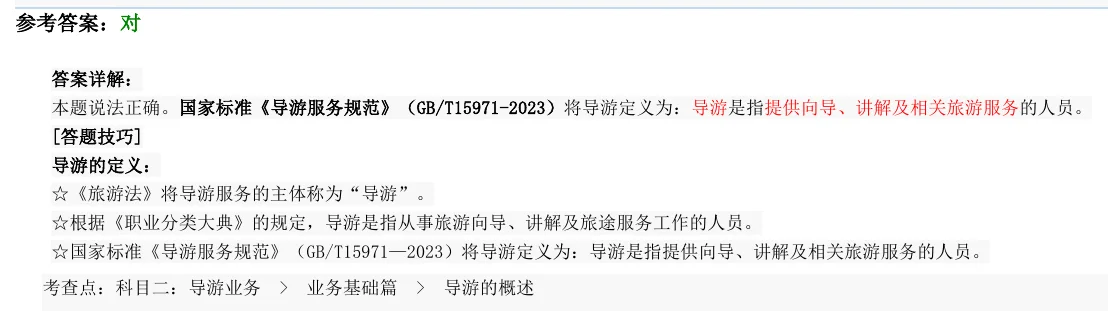 参考答案：对
答案详解：
本题说法正确。国家标准《导游服务规范》（GB/T15971-2023）将导游定义为：导游是指提供向导、讲解及相关旅游服务的人员。
[答题技巧]
导游的定义：
☆《旅游法》将导游服务的主体称为“导游”。
☆根据《职业分类大典》的规定，导游是指从事旅游向导、讲解及旅途服务工作的人员。
☆国家标准《导游服务规范》（GB/T15971—2023）将导游定义为：导游是指提供向导、讲解及相关旅游服务的人员。
考查点：科目二：导游业务 > 业务基础篇 > 导游的概述